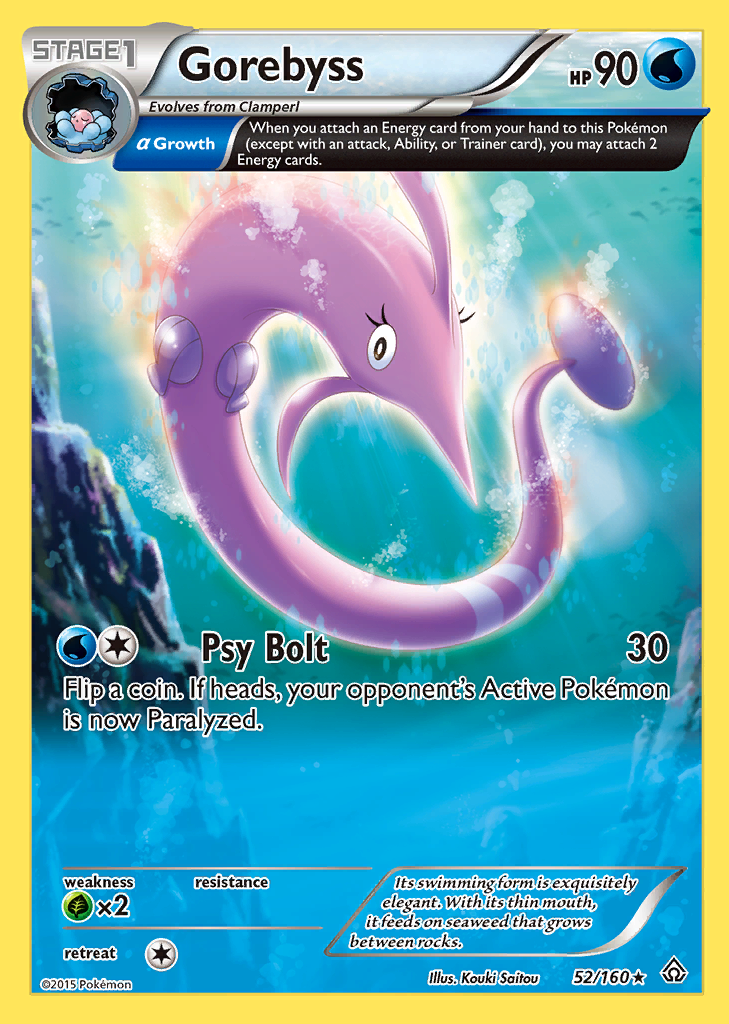 STAGE1
Gorebyss
HP 90
Evolves from Clamperl
α Growth
When you attach an Energy card from your hand to this Pokémon
(except with an attack, Ability, or Trainer card), you may attach 2
Energy cards.
Psy Bolt 30
Flip a coin. If heads, your opponent's Active Pokémon
is now Paralyzed.
weakness resistance
×2
retreat
Its swimming form is exquisitely
elegant. With its thin mouth,
it feeds on seaweed that grows
between rocks.
Illus. Kouki Saitou 52/160★
©2015 Pokémon